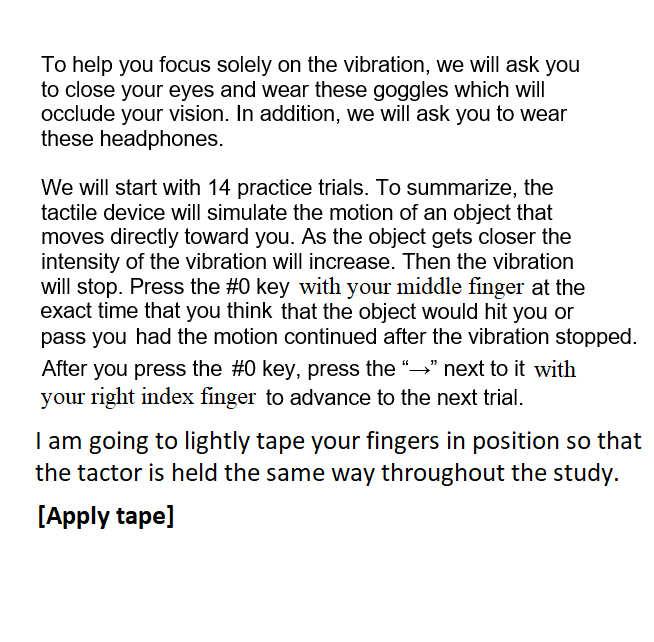 To help you focus solely on the vibration, we will ask you
to close your eyes and wear these goggles which will
occlude your vision. In addition, we will ask you to wear
these headphones.
We will start with 14 practice trials. To summarize, the
tactile device will simulate the motion of an object that
moves directly toward you. As the object gets closer the
intensity of the vibration will increase. Then the vibration
will stop. Press the #0 key with your middle finger at the
exact time that you think that the object would hit you or
pass you had the motion continued after the vibration stopped.
After you press the #0 key, press the “→” next to it with
your right index finger to advance to the next trial.
I am going to lightly tape your fingers in position so that
the tactor is held the same way throughout the study.
[Apply tape]